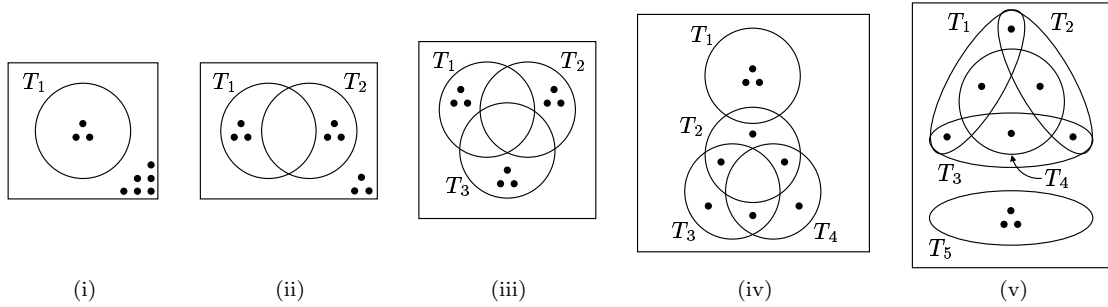 T₁
(i)
T₁ T₂
(ii)
T₁ T₂
T₃
(iii)
T₁
T₂
T₃ T₄
(iv)
T₁ T₂
T₃ T₄
T₅
(v)